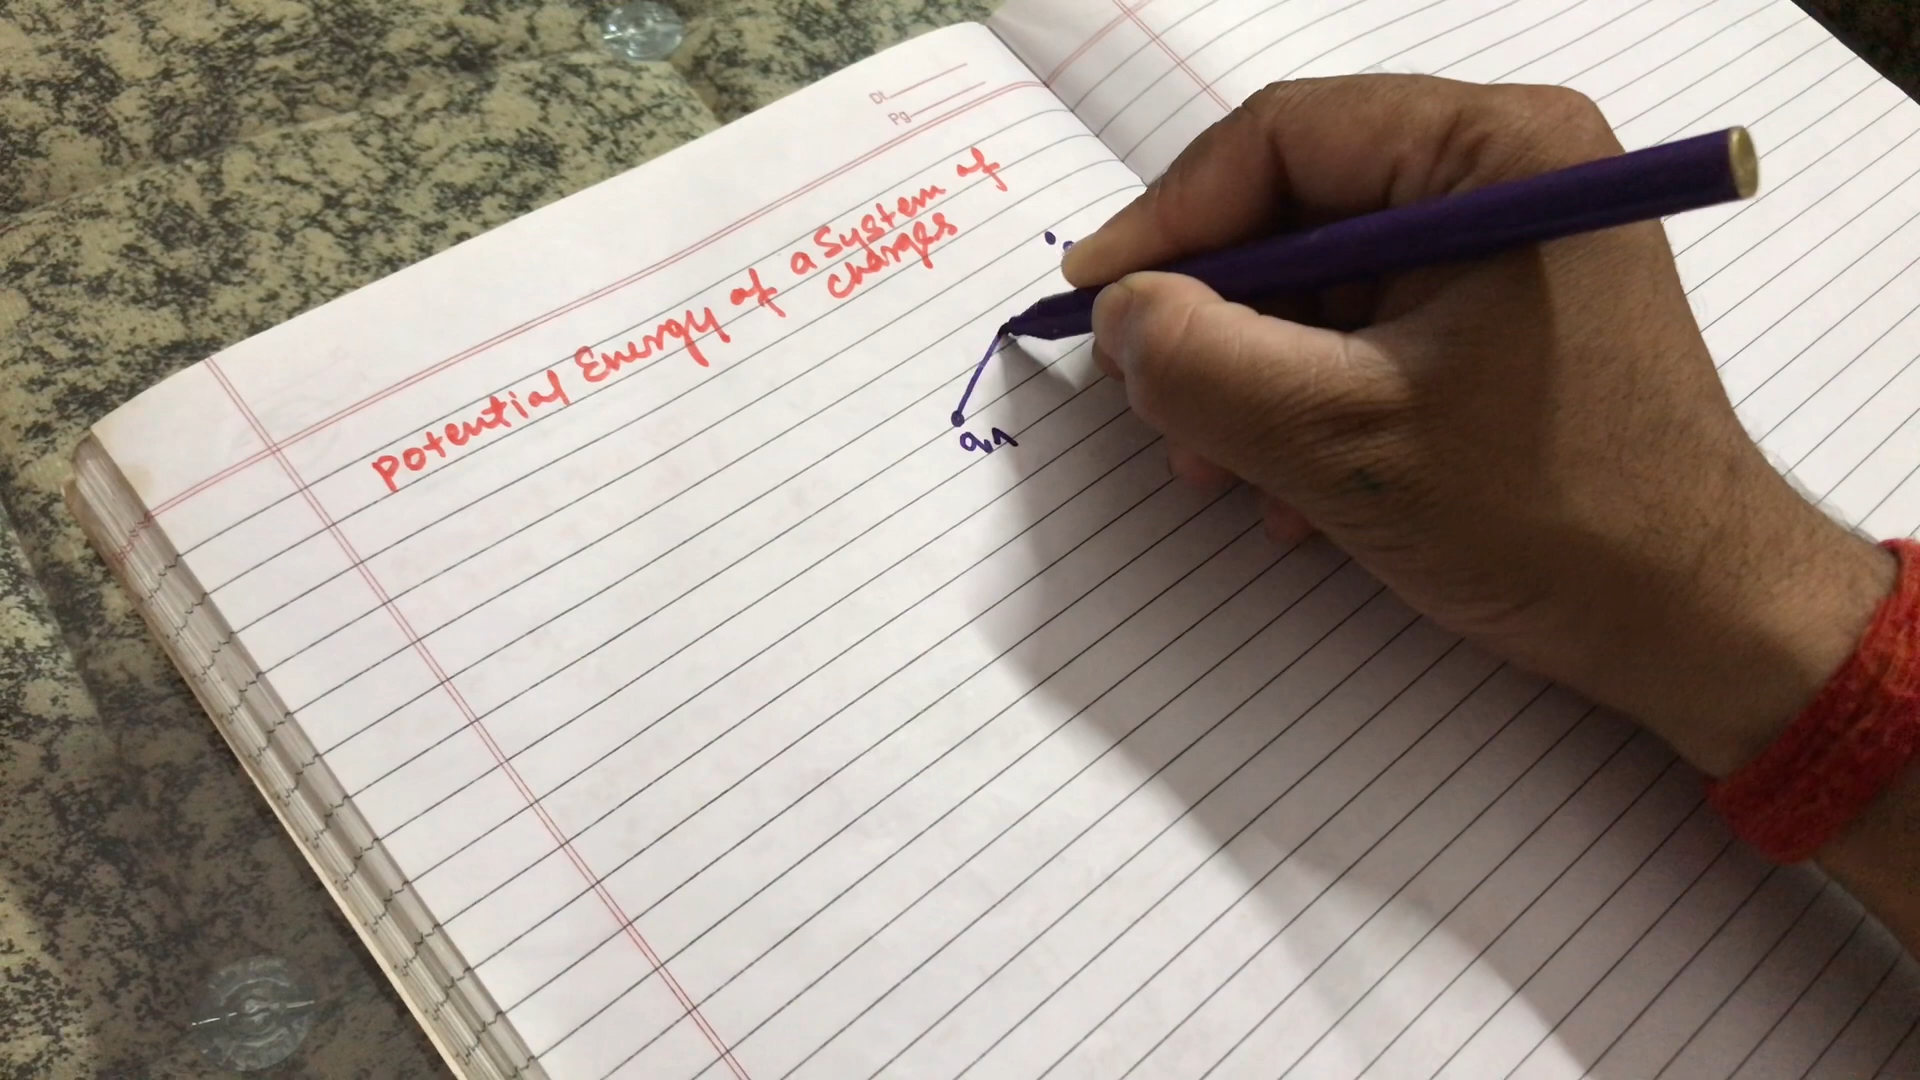 Dt
Pg
Potential Energy of a System of
charges
q1